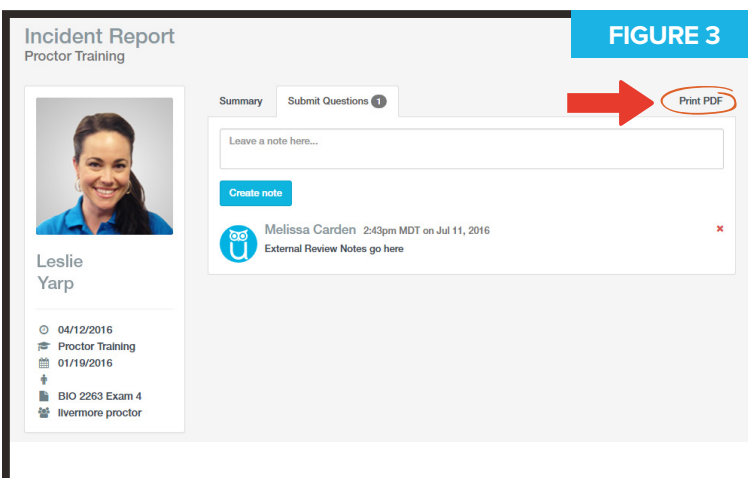 Incident Report
Proctor Training
FIGURE 3
Summary
Submit Questions 1
Print PDF
Leave a note here...
Create note
Melissa Carden 2:43pm MDT on Jul 11, 2016
External Review Notes go here
Leslie
Yarp
04/12/2016
Proctor Training
01/19/2016
BIO 2263 Exam 4
livermore proctor